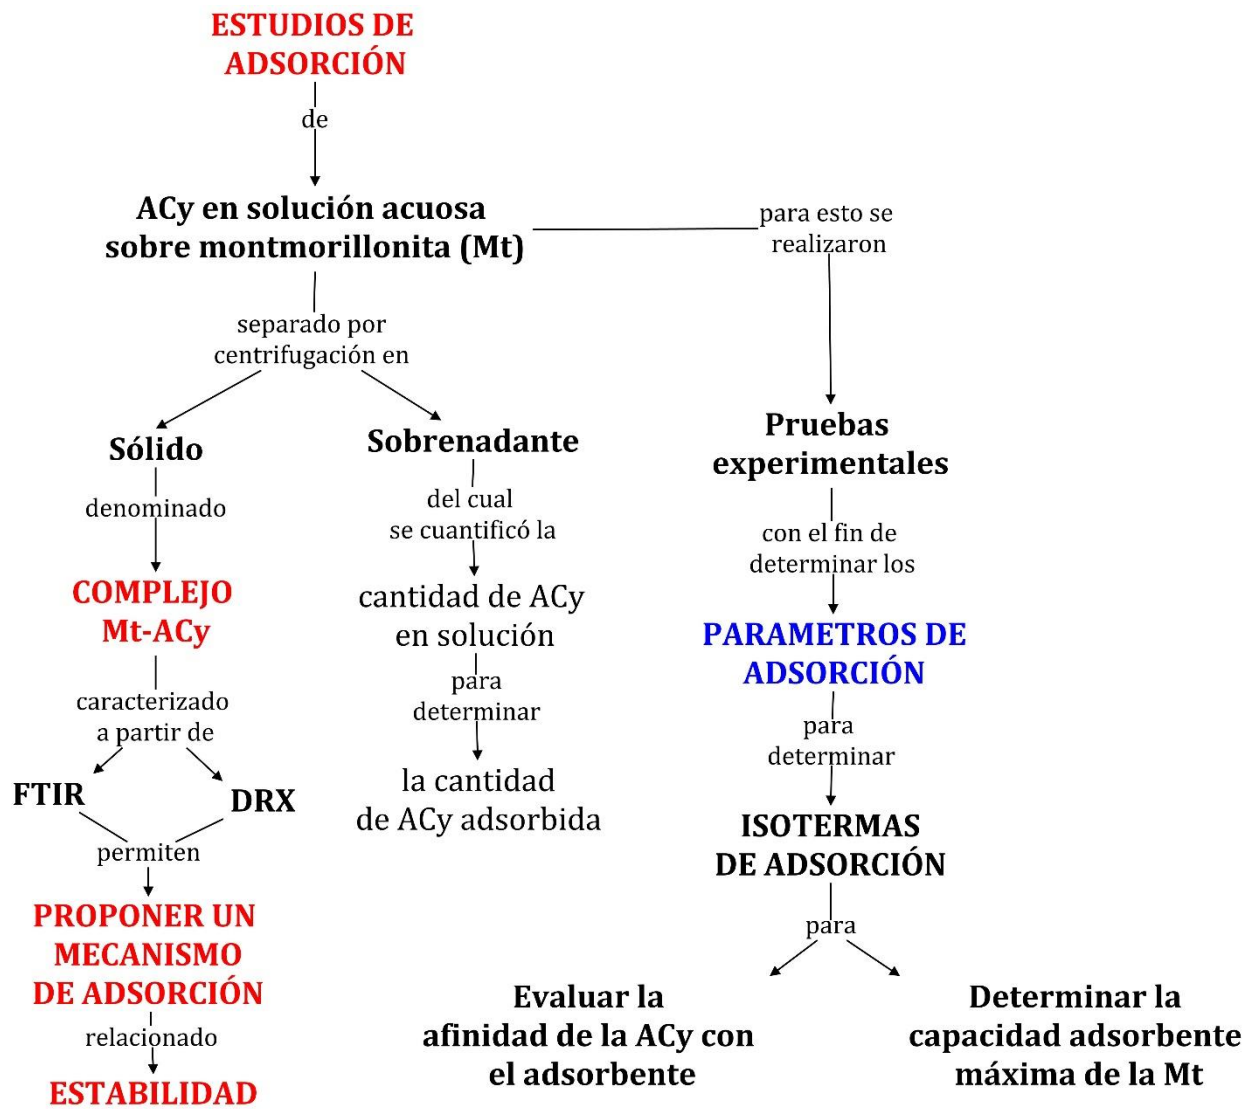 ESTUDIOS DE
ADSORCIÓN
de
ACy en solución acuosa
sobre montmorillonita (Mt)
para esto se
realizaron
separado por
centrifugación en
Sólido
denominado
COMPLEJO
Mt-ACy
caracterizado
a partir de
FTIR
DRX
permiten
PROPONER UN
MECANISMO
DE ADSORCIÓN
relacionado
ESTABILIDAD
Sobrenadante
del cual
se cuantificó la
cantidad de ACy
en solución
para
determinar
la cantidad
de ACy adsorbida
Pruebas
experimentales
con el fin de
determinar los
PARAMETROS DE
ADSORCIÓN
para
determinar
ISOTERMAS
DE ADSORCIÓN
para
Evaluar la
afinidad de la ACy con
el adsorbente
Determinar la
capacidad adsorbente
máxima de la Mt